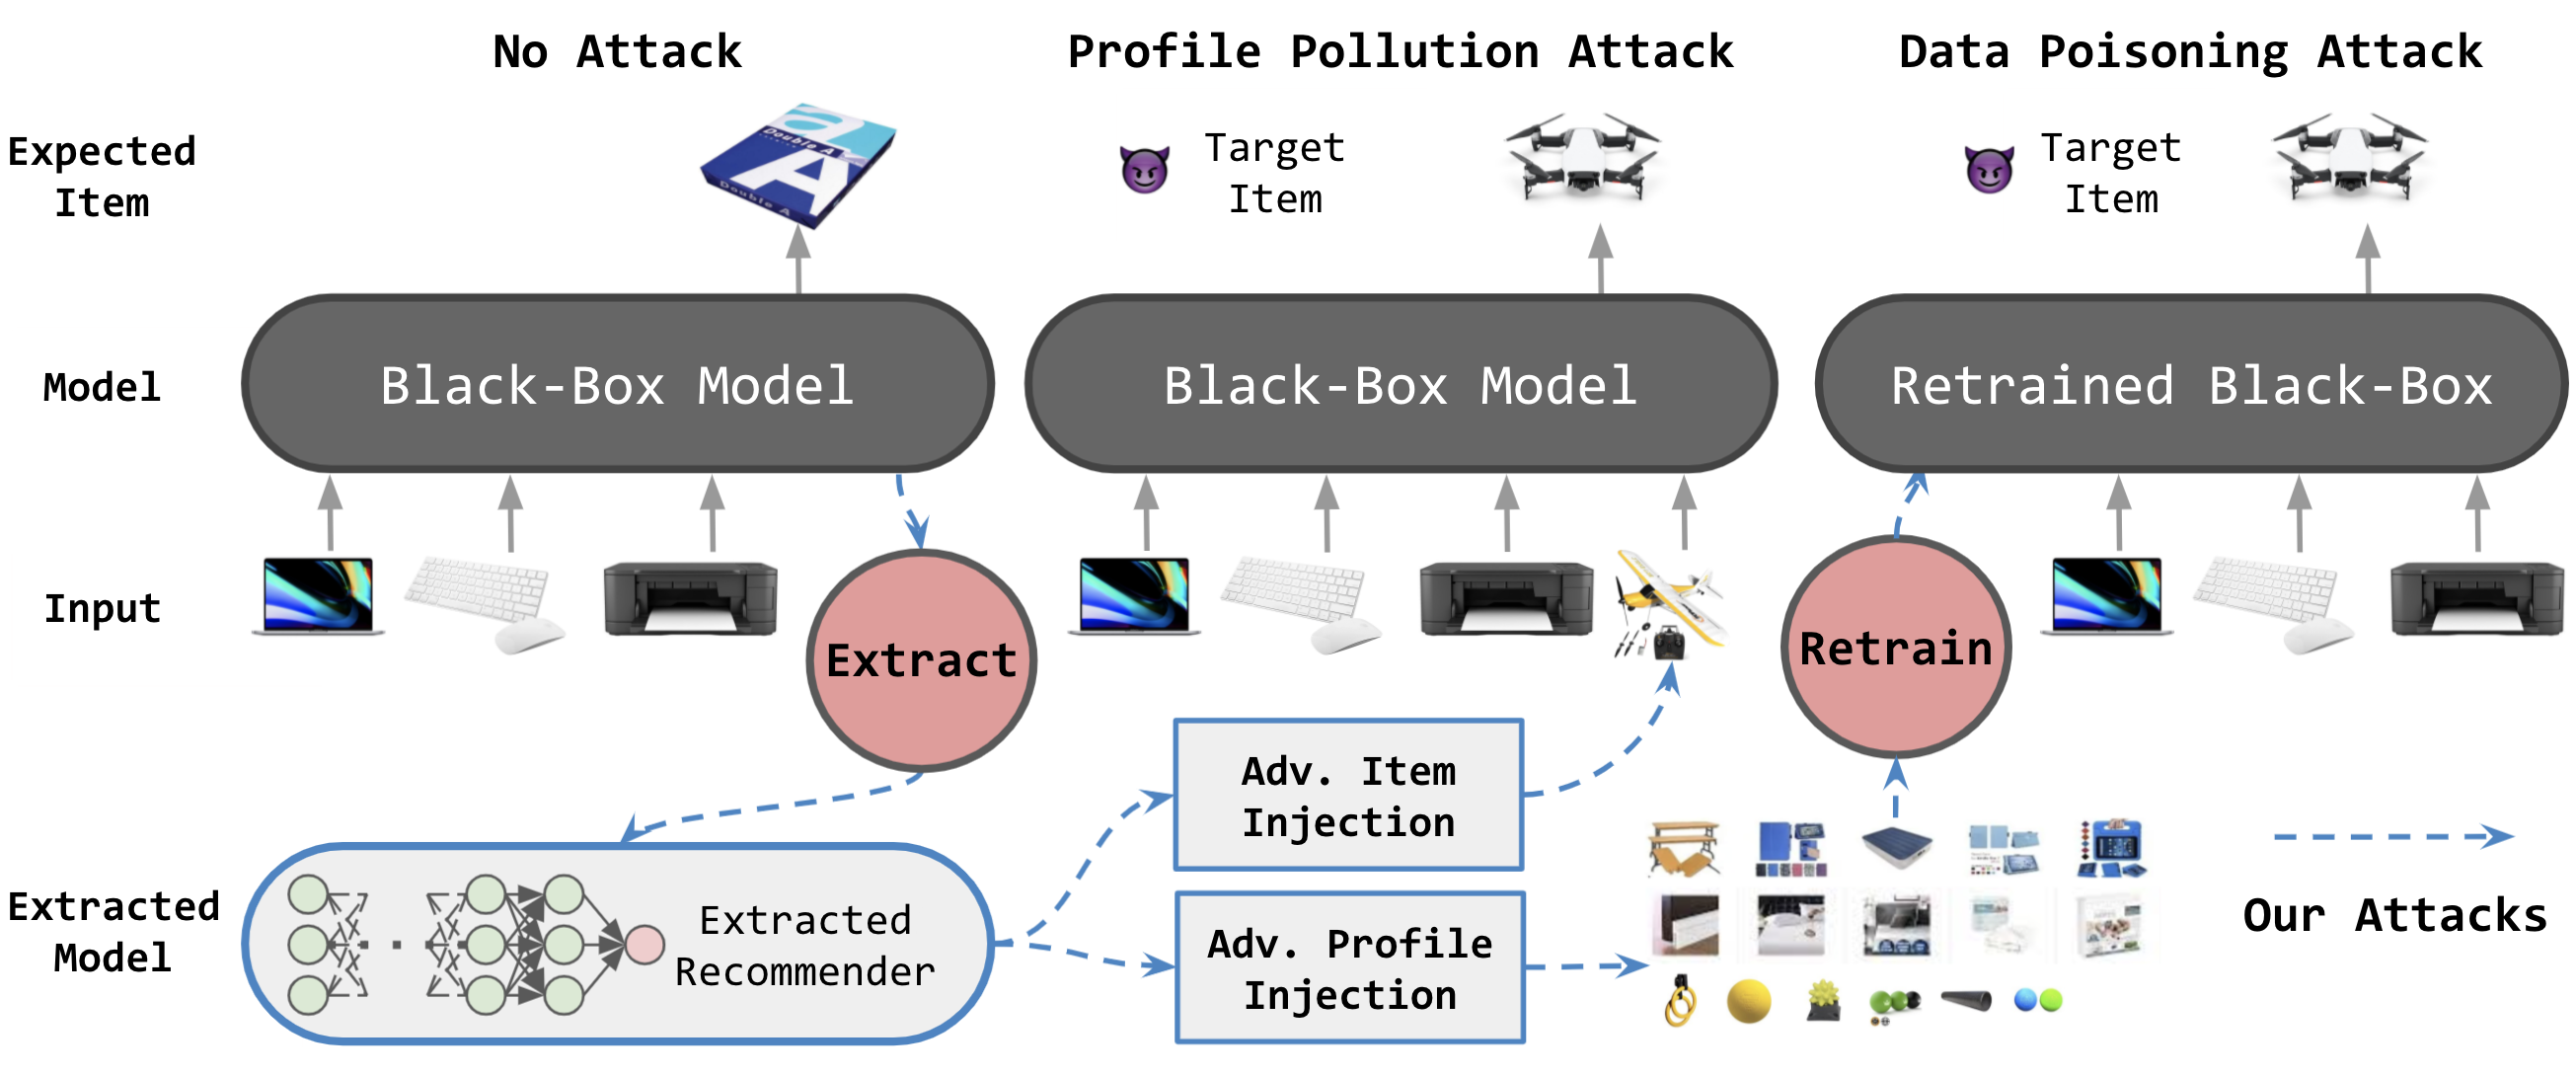 No Attack
Profile Pollution Attack
Data Poisoning Attack
Expected
Item
Double A
Double A
Target
Item
Target
Item
Model
Black-Box Model
Black-Box Model
Retrained Black-Box
Input
Extract
Retrain
Adv. Item
Injection
Extracted
Model
Extracted
Recommender
Adv. Profile
Injection
Our Attacks